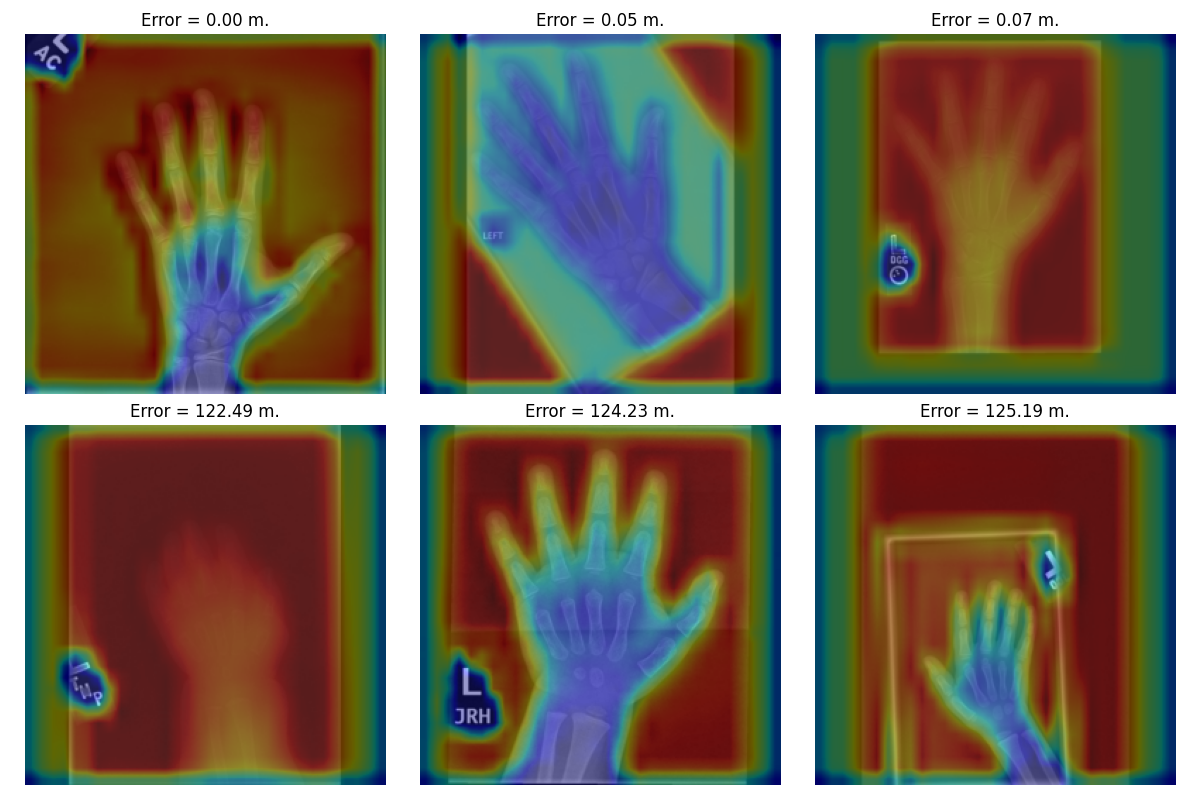 Error = 0.00 m.
Error = 0.05 m.
Error = 0.07 m.
L
AC
LEFT
L
DGG
Error = 122.49 m.
Error = 124.23 m.
Error = 125.19 m.
L
JRH
L